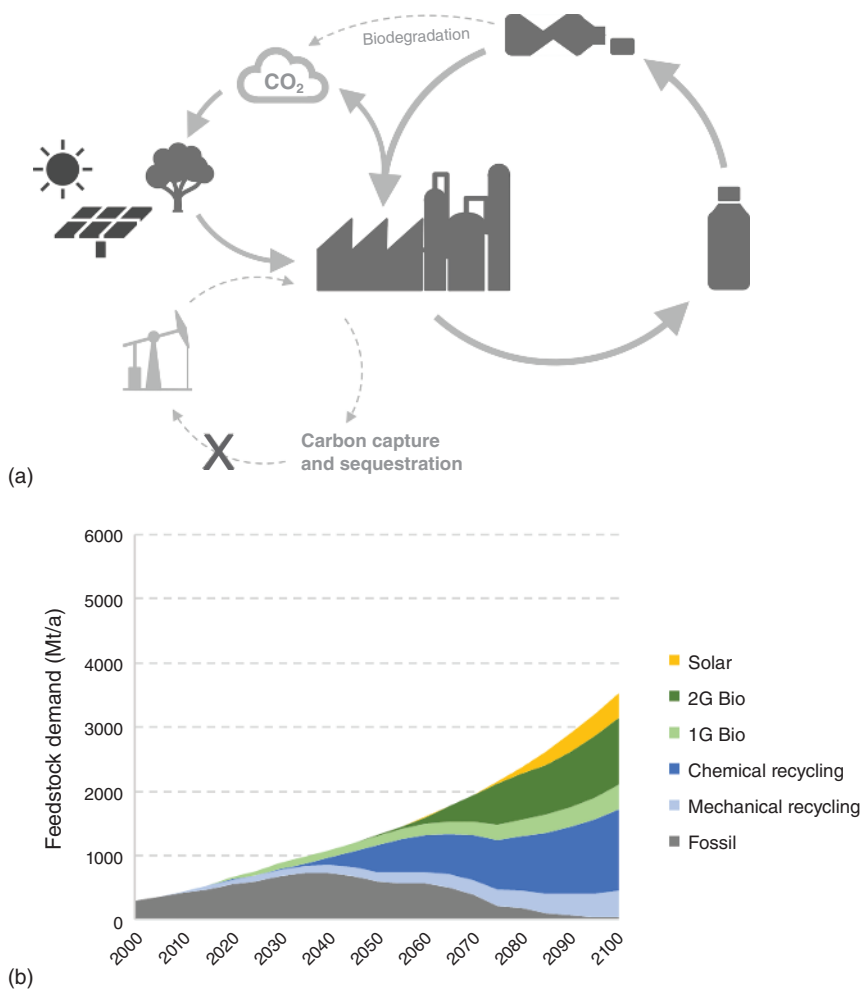 Biodegradation
CO₂
X
Carbon capture
and sequestration
(a)
6000
5000
4000
3000
2000
1000
0
Feedstock demand (Mt/a)
2000
2010
2020
2030
2040
2050
2060
2070
2080
2090
2100
Solar
2G Bio
1G Bio
Chemical recycling
Mechanical recycling
Fossil
(b)